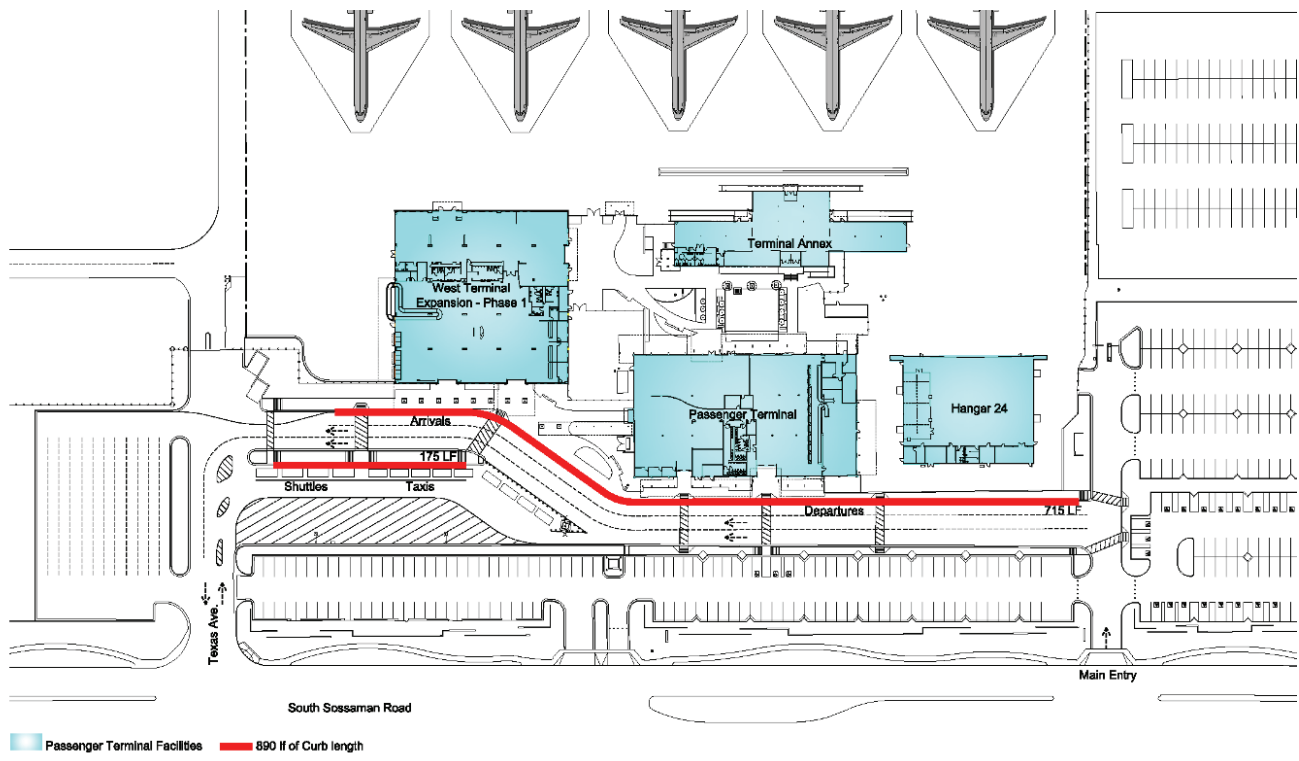 Terminal Annex
West Terminal
Expansion - Phase 1
Passenger Terminal
Hangar 24
Arrivals
175 LF
Shuttles
Taxis
Departures
715 LF
Texas Ave.
Main Entry
South Sossaman Road
Passenger Terminal Facilities
890 lf of Curb length